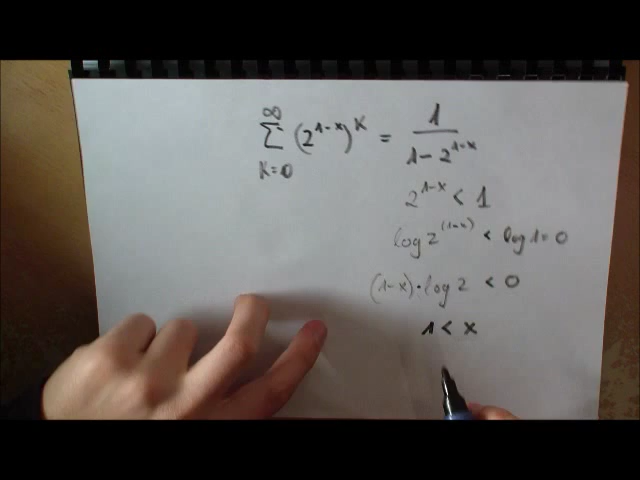 ∞
∑ (2^{1-x})^K = 1/(1-2^{1-x})
K=0
2^{1-x} < 1
log 2^{(1-x)} < log 1 = 0
(1-x)·log 2 < 0
1 < x